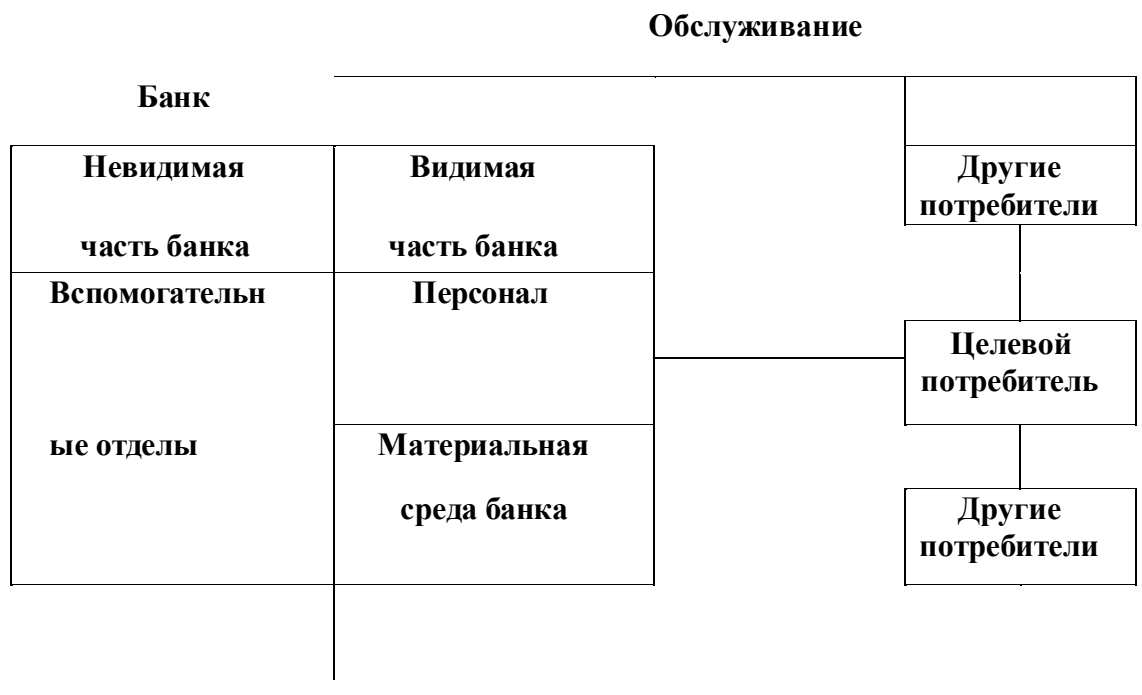 Обслуживание
Банк
Невидимая
часть банка
Видимая
часть банка
Другие
потребители
Вспомогательн
ые отделы
Персонал
Целевой
потребитель
Материальная
среда банка
Другие
потребители